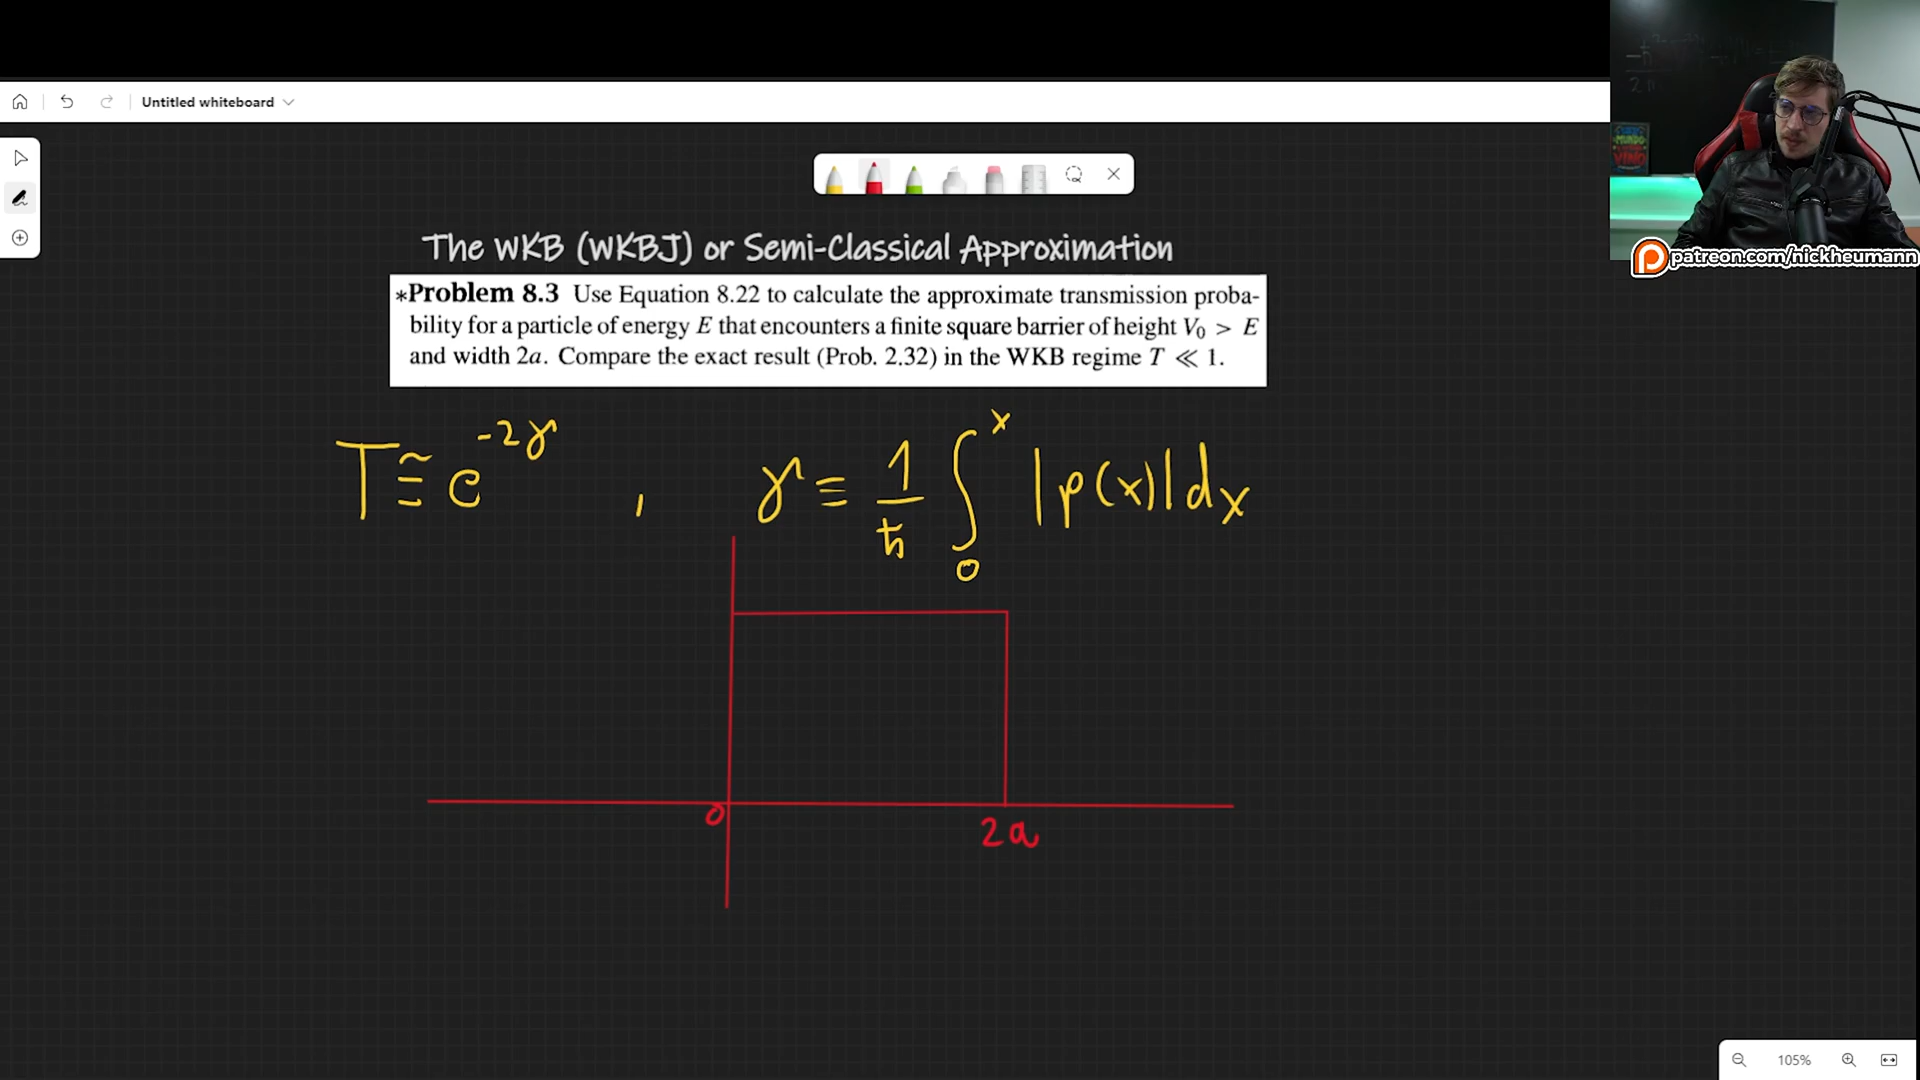 Untitled whiteboard
patreon.com/nickheumann
The WKB (WKBJ) or Semi-Classical Approximation
*Problem 8.3 Use Equation 8.22 to calculate the approximate transmission proba-
bility for a particle of energy E that encounters a finite square barrier of height V₀ > E
and width 2a. Compare the exact result (Prob. 2.32) in the WKB regime T ≪ 1.
T ≅ e^{-2γ} , γ ≡ 1/ħ ∫₀ˣ |p(x)| dx
0
2a
105%